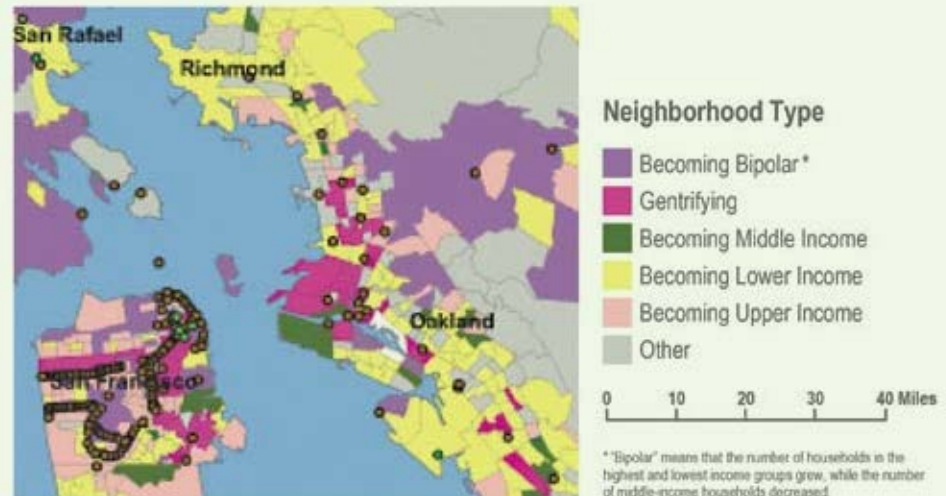 San Rafael
Richmond
Oakland
San Francisco
Neighborhood Type
Becoming Bipolar*
Gentrifying
Becoming Middle Income
Becoming Lower Income
Becoming Upper Income
Other
0 10 20 30 40 Miles
* "Bipolar" means that the number of households in the
highest and lowest income groups grew, while the number
of middle-income households decreased